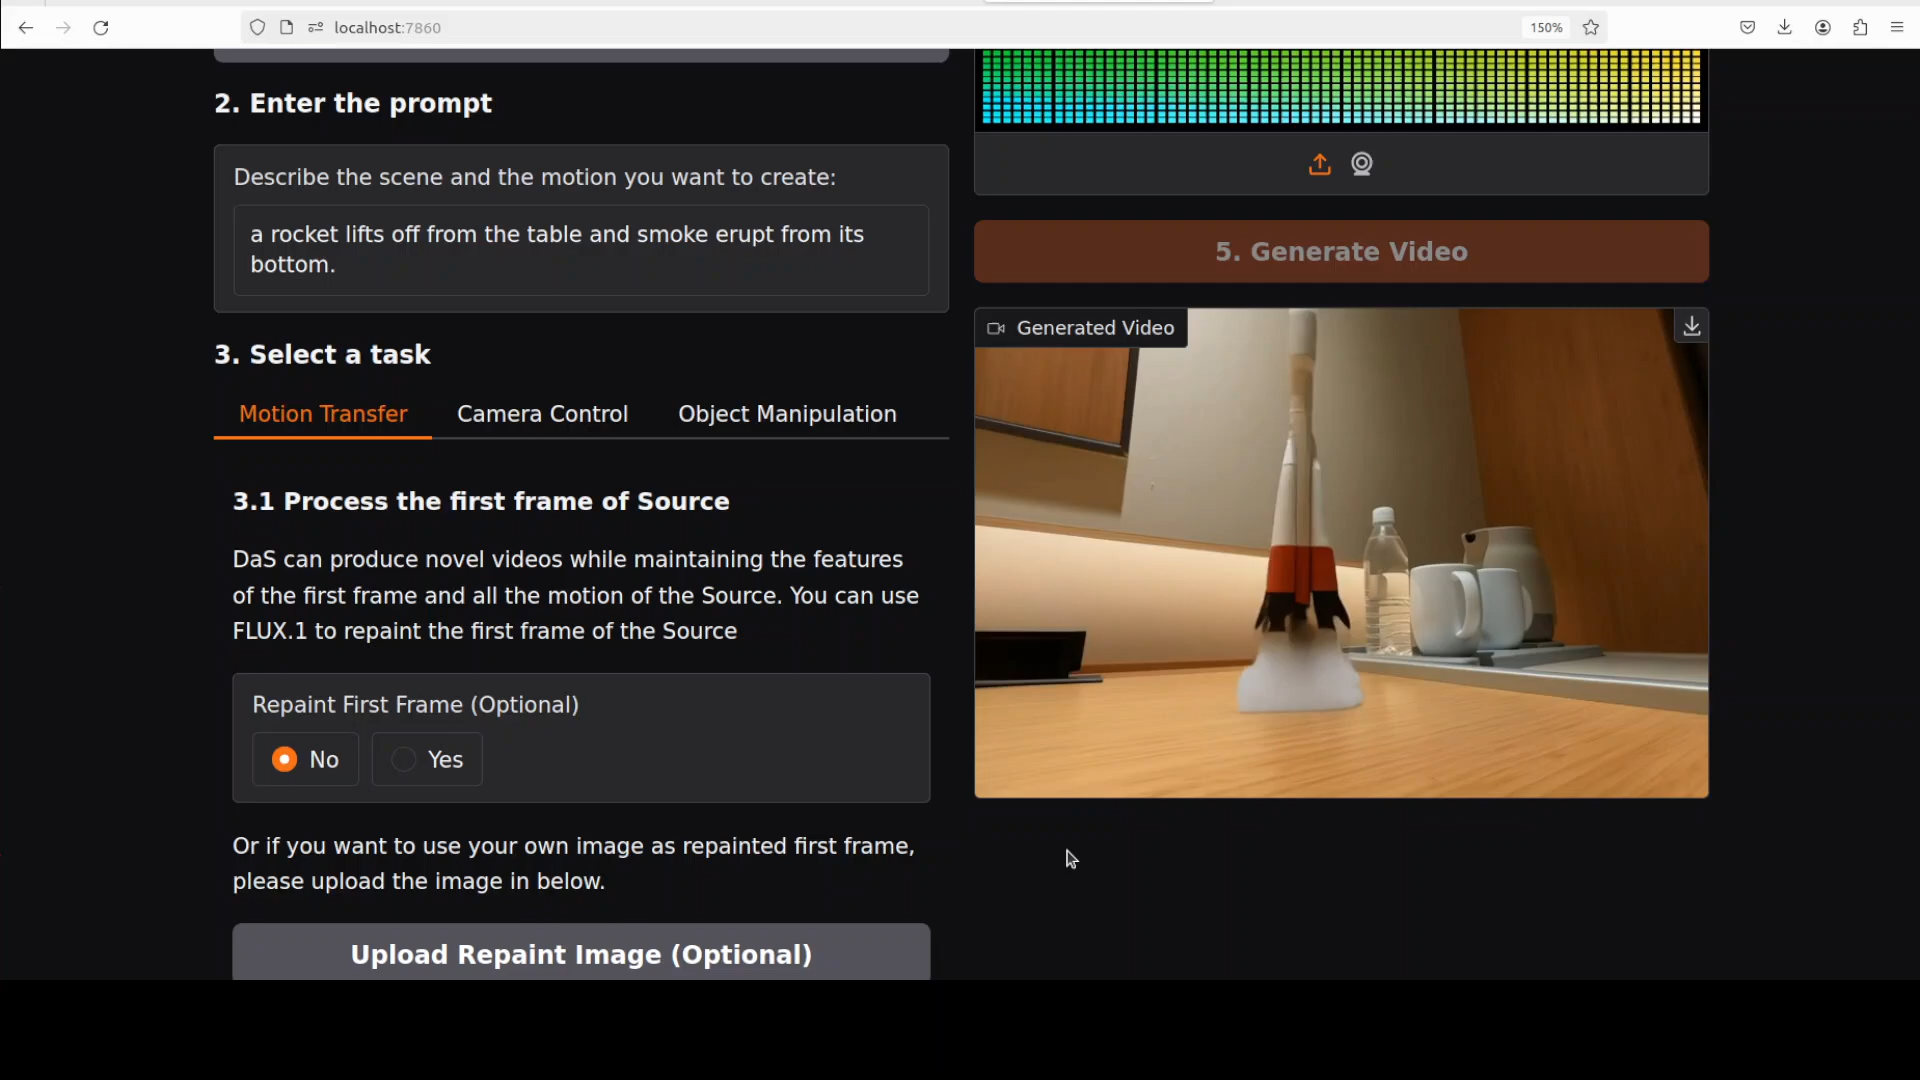 localhost:7860
150%
2. Enter the prompt
Describe the scene and the motion you want to create:
a rocket lifts off from the table and smoke erupt from its
bottom.
3. Select a task
Motion Transfer
Camera Control
Object Manipulation
3.1 Process the first frame of Source
DaS can produce novel videos while maintaining the features
of the first frame and all the motion of the Source. You can use
FLUX.1 to repaint the first frame of the Source
Repaint First Frame (Optional)
No
Yes
Or if you want to use your own image as repainted first frame,
please upload the image in below.
Upload Repaint Image (Optional)
5. Generate Video
Generated Video